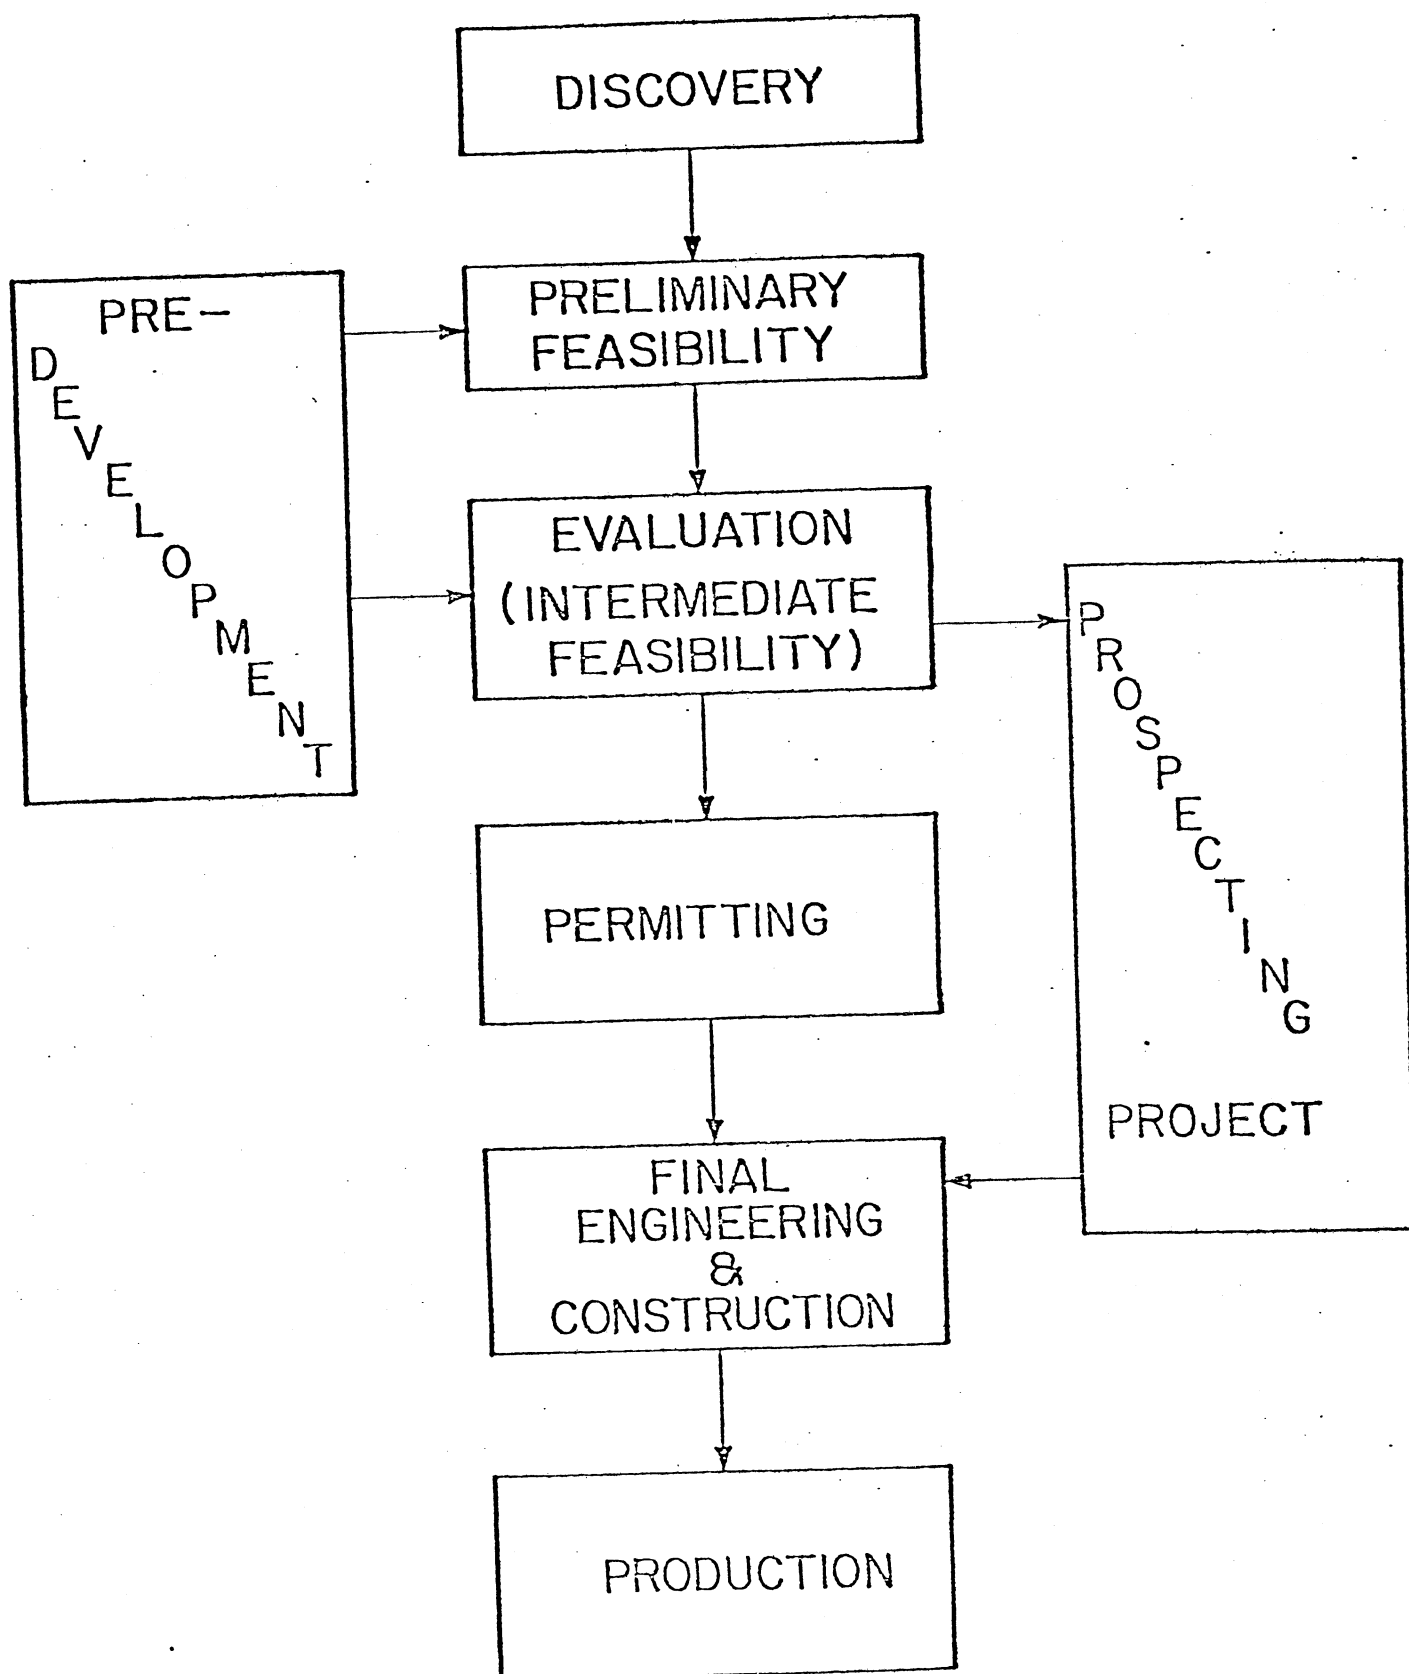 DISCOVERY
PRELIMINARY
FEASIBILITY
PRE-
DEVELOPMENT
EVALUATION
(INTERMEDIATE
FEASIBILITY)
PROSPECTING
PROJECT
PERMITTING
FINAL
ENGINEERING
&
CONSTRUCTION
PRODUCTION